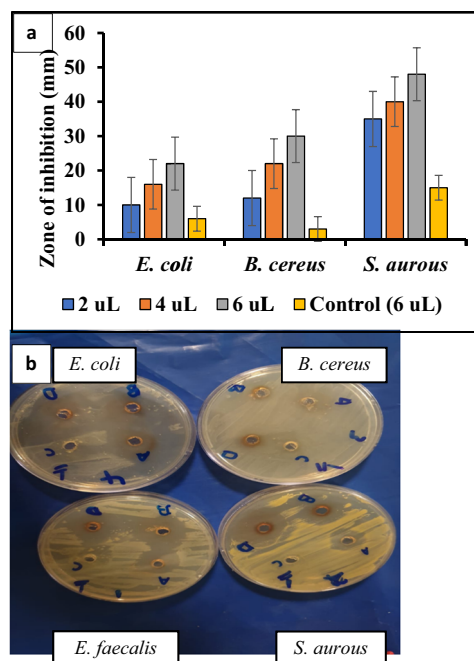 a
Zone of inhibition (mm)
60
50
40
30
20
10
0
E. coli
B. cereus
S. aurous
2 uL
4 uL
6 uL
Control (6 uL)
b
E. coli
B. cereus
E. faecalis
S. aurous